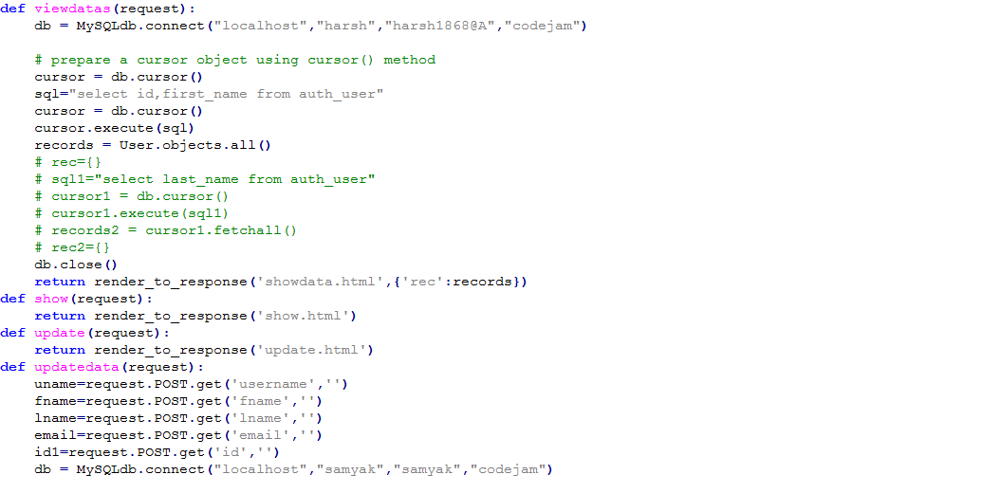 def viewdatas(request):
    db = MySQLdb.connect("localhost","harsh","harsh1868@A","codejam")

    # prepare a cursor object using cursor() method
    cursor = db.cursor()
    sql="select id,first_name from auth_user"
    cursor = db.cursor()
    cursor.execute(sql)
    records = User.objects.all()
    # rec={}
    # sql1="select last_name from auth_user"
    # cursor1 = db.cursor()
    # cursor1.execute(sql1)
    # records2 = cursor1.fetchall()
    # rec2={}
    db.close()
    return render_to_response('showdata.html',{'rec':records})
def show(request):
    return render_to_response('show.html')
def update(request):
    return render_to_response('update.html')
def updatedata(request):
    uname=request.POST.get('username','')
    fname=request.POST.get('fname','')
    lname=request.POST.get('lname','')
    email=request.POST.get('email','')
    id1=request.POST.get('id','')
    db = MySQLdb.connect("localhost","samyak","samyak","codejam")